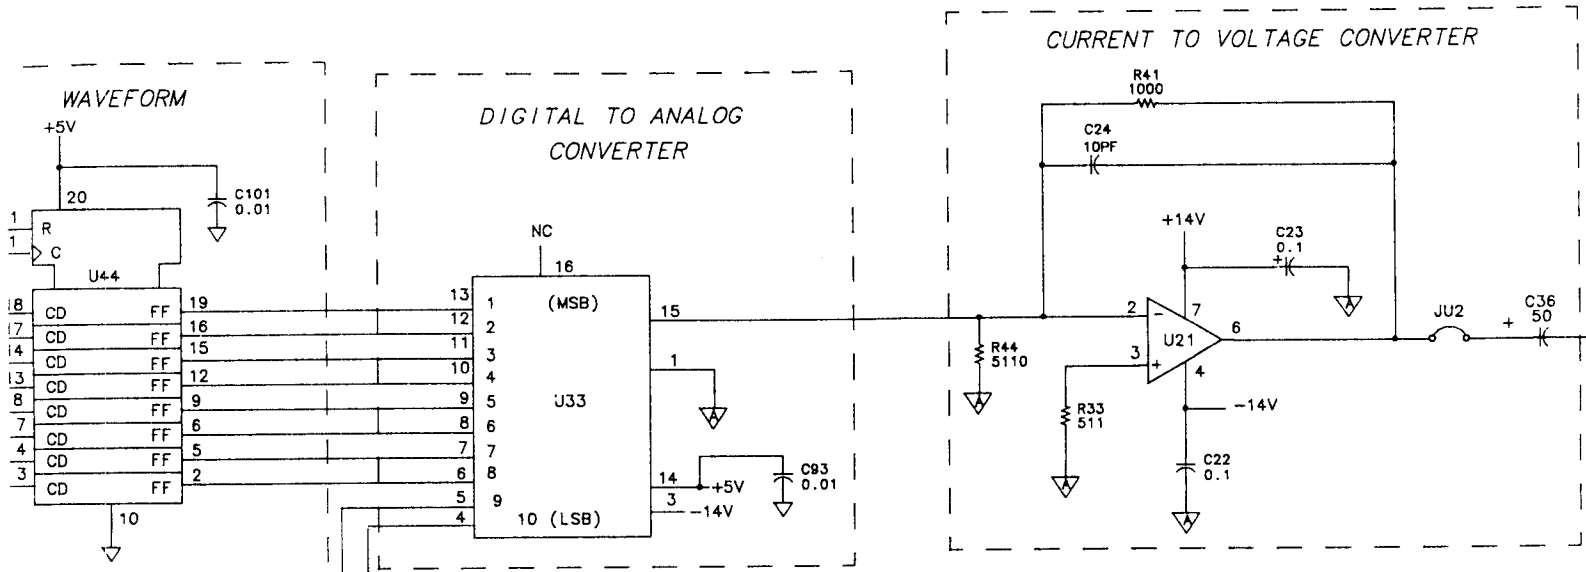 CURRENT TO VOLTAGE CONVERTER
R41
1000
C24
10PF
+14V
C23
0.1
+
2
-
7
U21
6
3
+
4
-14V
R44
5110
R33
511
C22
0.1
JU2
+
C36
50
A
A
A
A
DIGITAL TO ANALOG
CONVERTER
NC
16
13
1
(MSB)
15
12
2
11
3
10
4
1
9
5
U33
8
6
7
7
6
8
14
+5V
5
9
3
-14V
4
10 (LSB)
C93
0.01
A
WAVEFORM
+5V
20
C101
0.01
1
R
1
C
U44
18
CD
FF
19
17
CD
FF
16
14
CD
FF
15
13
CD
FF
12
8
CD
FF
9
7
CD
FF
6
4
CD
FF
5
3
CD
FF
2
10